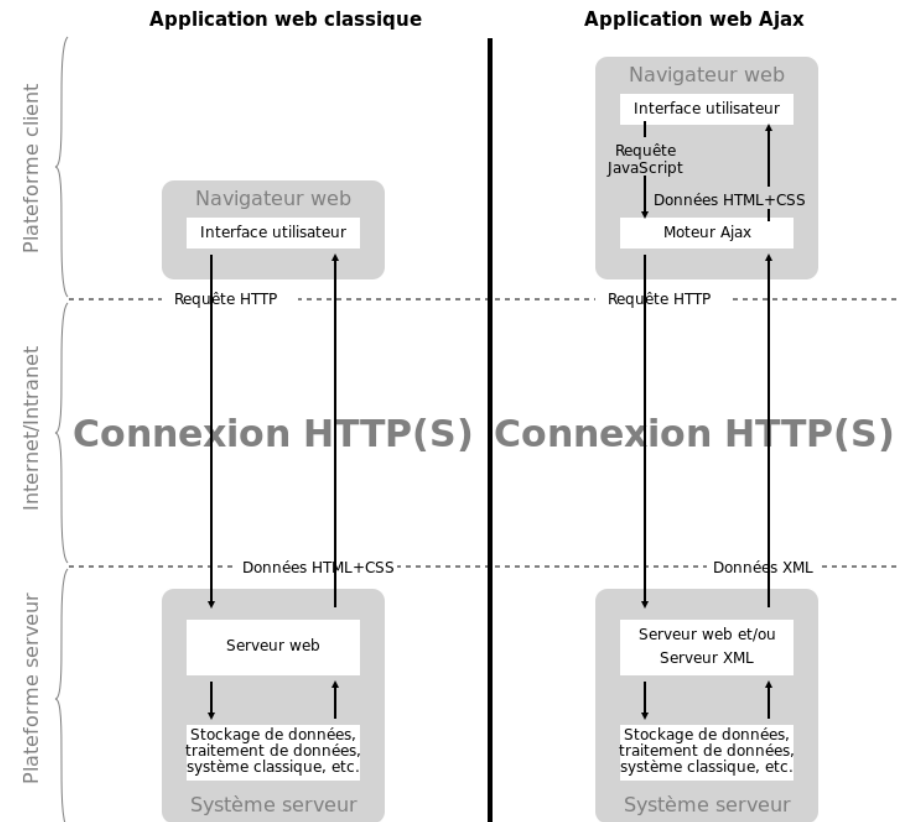 Application web classique
Application web Ajax
Plateforme client
Internet/Intranet
Plateforme serveur
Navigateur web
Interface utilisateur
Requête HTTP
Connexion HTTP(S)
Données HTML+CSS
Serveur web
Stockage de données,
traitement de données,
système classique, etc.
Système serveur
Navigateur web
Interface utilisateur
Requête
JavaScript
Données HTML+CSS
Moteur Ajax
Requête HTTP
Connexion HTTP(S)
Données XML
Serveur web et/ou
Serveur XML
Stockage de données,
traitement de données,
système classique, etc.
Système serveur